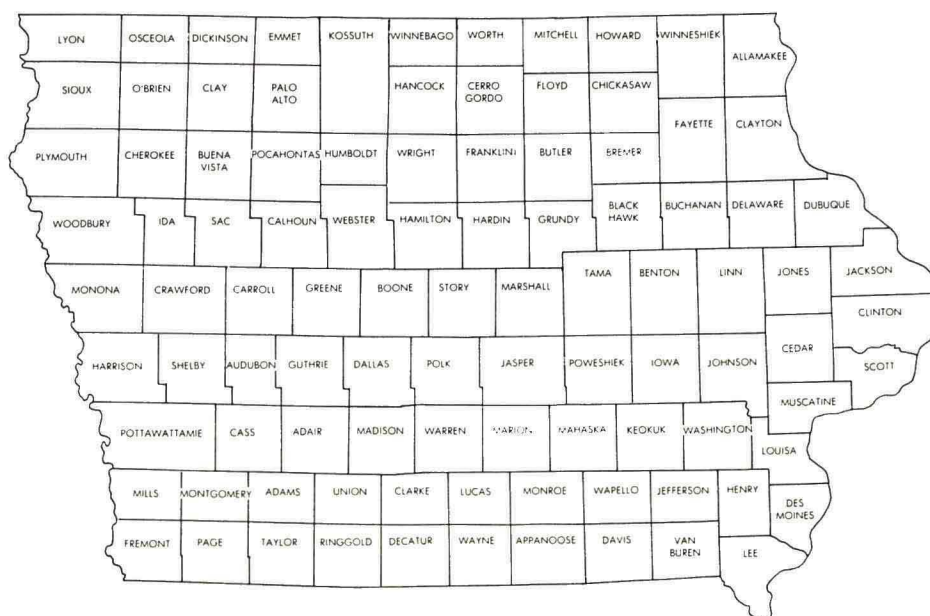 LYON
OSCEOLA
DICKINSON
EMMET
KOSSUTH
WINNEBAGO
WORTH
MITCHELL
HOWARD
WINNESHIEK
ALLAMAKEE
SIOUX
O'BRIEN
CLAY
PALO
ALTO
HANCOCK
CERRO
GORDO
FLOYD
CHICKASAW
FAYETTE
CLAYTON
PLYMOUTH
CHEROKEE
BUENA
VISTA
POCAHONTAS
HUMBOLDT
WRIGHT
FRANKLIN
BUTLER
BREMER
WOODBURY
IDA
SAC
CALHOUN
WEBSTER
HAMILTON
HARDIN
GRUNDY
BLACK
HAWK
BUCHANAN
DELAWARE
DUBUQUE
MONONA
CRAWFORD
CARROLL
GREENE
BOONE
STORY
MARSHALL
TAMA
BENTON
LINN
JONES
JACKSON
CLINTON
HARRISON
SHELBY
AUDUBON
GUTHRIE
DALLAS
POLK
JASPER
POWESHIEK
IOWA
JOHNSON
CEDAR
SCOTT
MUSCATINE
POTTAWATTAMIE
CASS
ADAIR
MADISON
WARREN
MARION
MAHASKA
KEOKUK
WASHINGTON
LOUISA
MILLS
MONTGOMERY
ADAMS
UNION
CLARKE
LUCAS
MONROE
WAPELLO
JEFFERSON
HENRY
DES
MOINES
FREMONT
PAGE
TAYLOR
RINGGOLD
DECATUR
WAYNE
APPANOOSE
DAVIS
VAN
BUREN
LEE